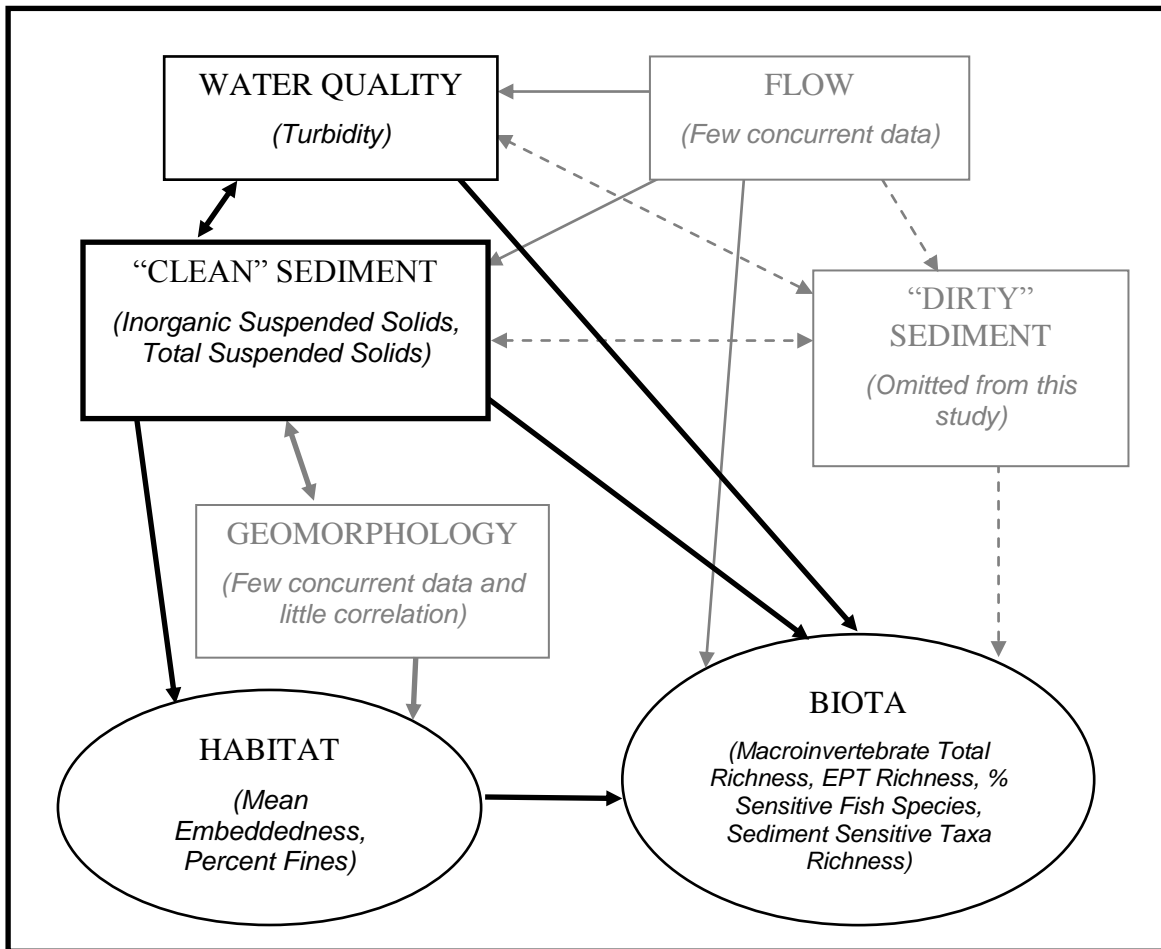 WATER QUALITY
(Turbidity)
FLOW
(Few concurrent data)
“CLEAN” SEDIMENT
(Inorganic Suspended Solids,
Total Suspended Solids)
“DIRTY”
SEDIMENT
(Omitted from this
study)
GEOMORPHOLOGY
(Few concurrent data and
little correlation)
HABITAT
(Mean
Embeddedness,
Percent Fines)
BIOTA
(Macroinvertebrate Total
Richness, EPT Richness, %
Sensitive Fish Species,
Sediment Sensitive Taxa
Richness)